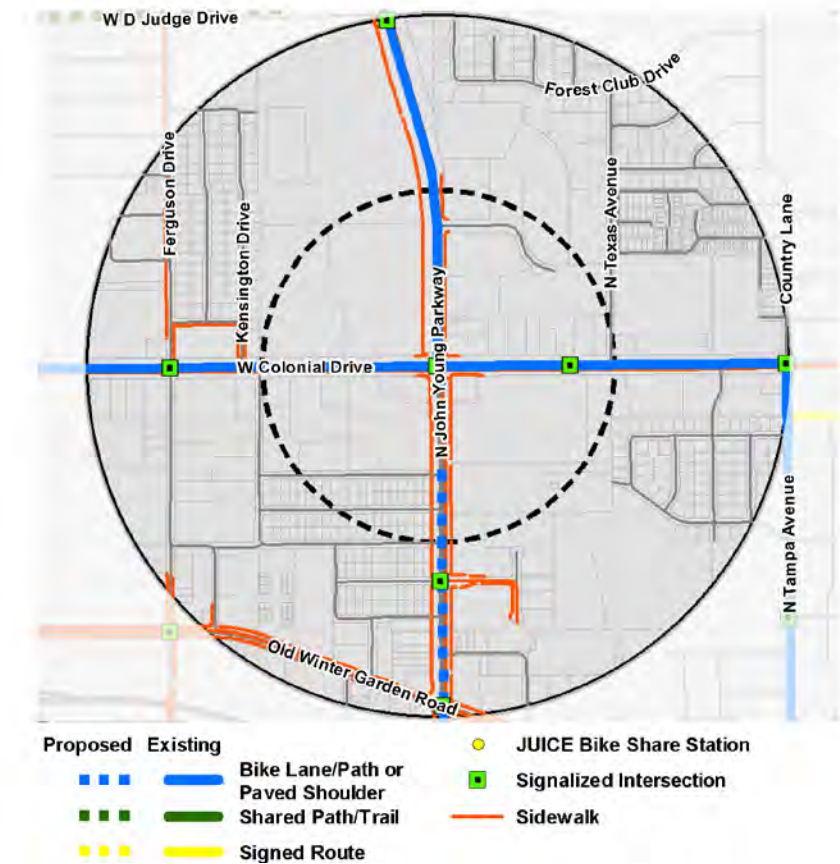 W D Judge Drive
Forest Club Drive
Ferguson Drive
Kensington Drive
N Texas Avenue
Country Lane
N John Young Parkway
W Colonial Drive
N Tampa Avenue
Old Winter Garden Road
Proposed Existing
Bike Lane/Path or
Paved Shoulder
Shared Path/Trail
Signed Route
JUICE Bike Share Station
Signalized Intersection
Sidewalk